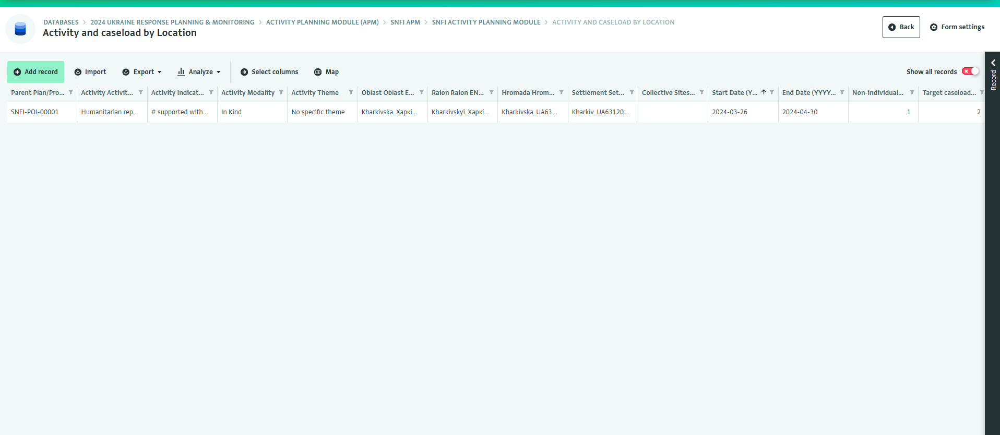 DATABASES > 2024 UKRAINE RESPONSE PLANNING & MONITORING > ACTIVITY PLANNING MODULE (APM) > SNFI APM > SNFI ACTIVITY PLANNING MODULE > ACTIVITY AND CASELOAD BY LOCATION
Activity and caseload by Location
Back Form settings
Add record Import Export Analyze Select columns Map Show all records
Record
Parent Plan/Pro... Activity Activit... Activity Indicat... Activity Modality Activity Theme Oblast Oblast E... Raion Raion EN... Hromada Hrom... Settlement Set... Collective Sites... Start Date (Y... End Date (YYYY... Non-individual... Target caseload...
SNFI-POI-00001 Humanitarian rep... # supported with... In Kind No specific theme Kharkivska_Харкі... Kharkivskyi_Харкі... Kharkivska_UA63... Kharkiv_UA63120... 2024-03-26 2024-04-30 1 2